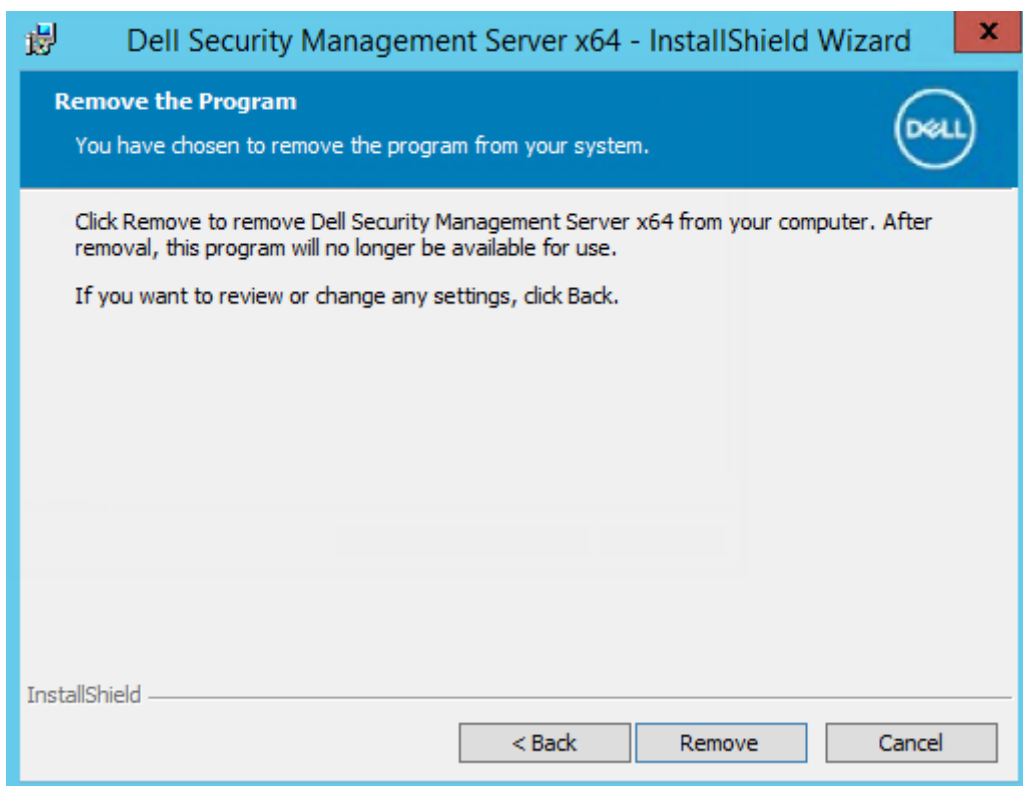 Dell Security Management Server x64 - InstallShield Wizard
x
Remove the Program
You have chosen to remove the program from your system.
DELL
Click Remove to remove Dell Security Management Server x64 from your computer. After
removal, this program will no longer be available for use.
If you want to review or change any settings, click Back.
InstallShield
< Back
Remove
Cancel